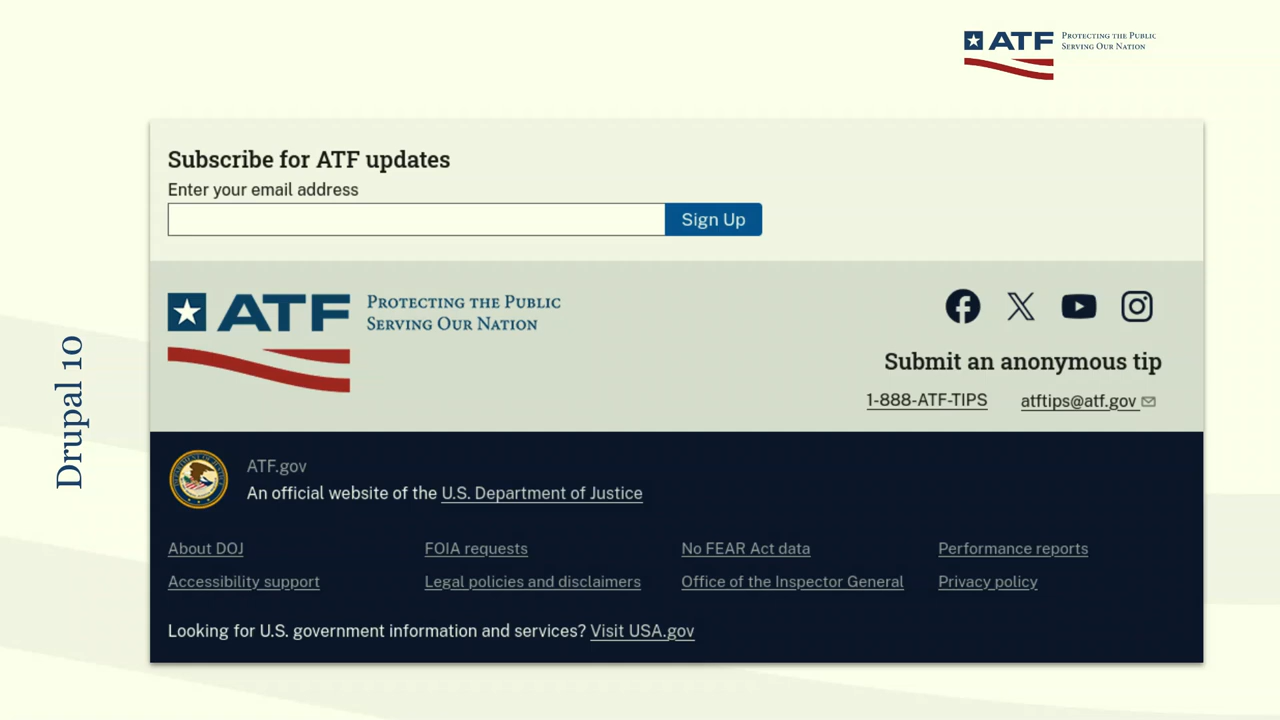 ATF PROTECTING THE PUBLIC
SERVING OUR NATION
Drupal 10
Subscribe for ATF updates
Enter your email address
Sign Up
ATF PROTECTING THE PUBLIC
SERVING OUR NATION
Submit an anonymous tip
1-888-ATF-TIPS atftips@atf.gov
ATF.gov
An official website of the U.S. Department of Justice
About DOJ FOIA requests No FEAR Act data Performance reports
Accessibility support Legal policies and disclaimers Office of the Inspector General Privacy policy
Looking for U.S. government information and services? Visit USA.gov